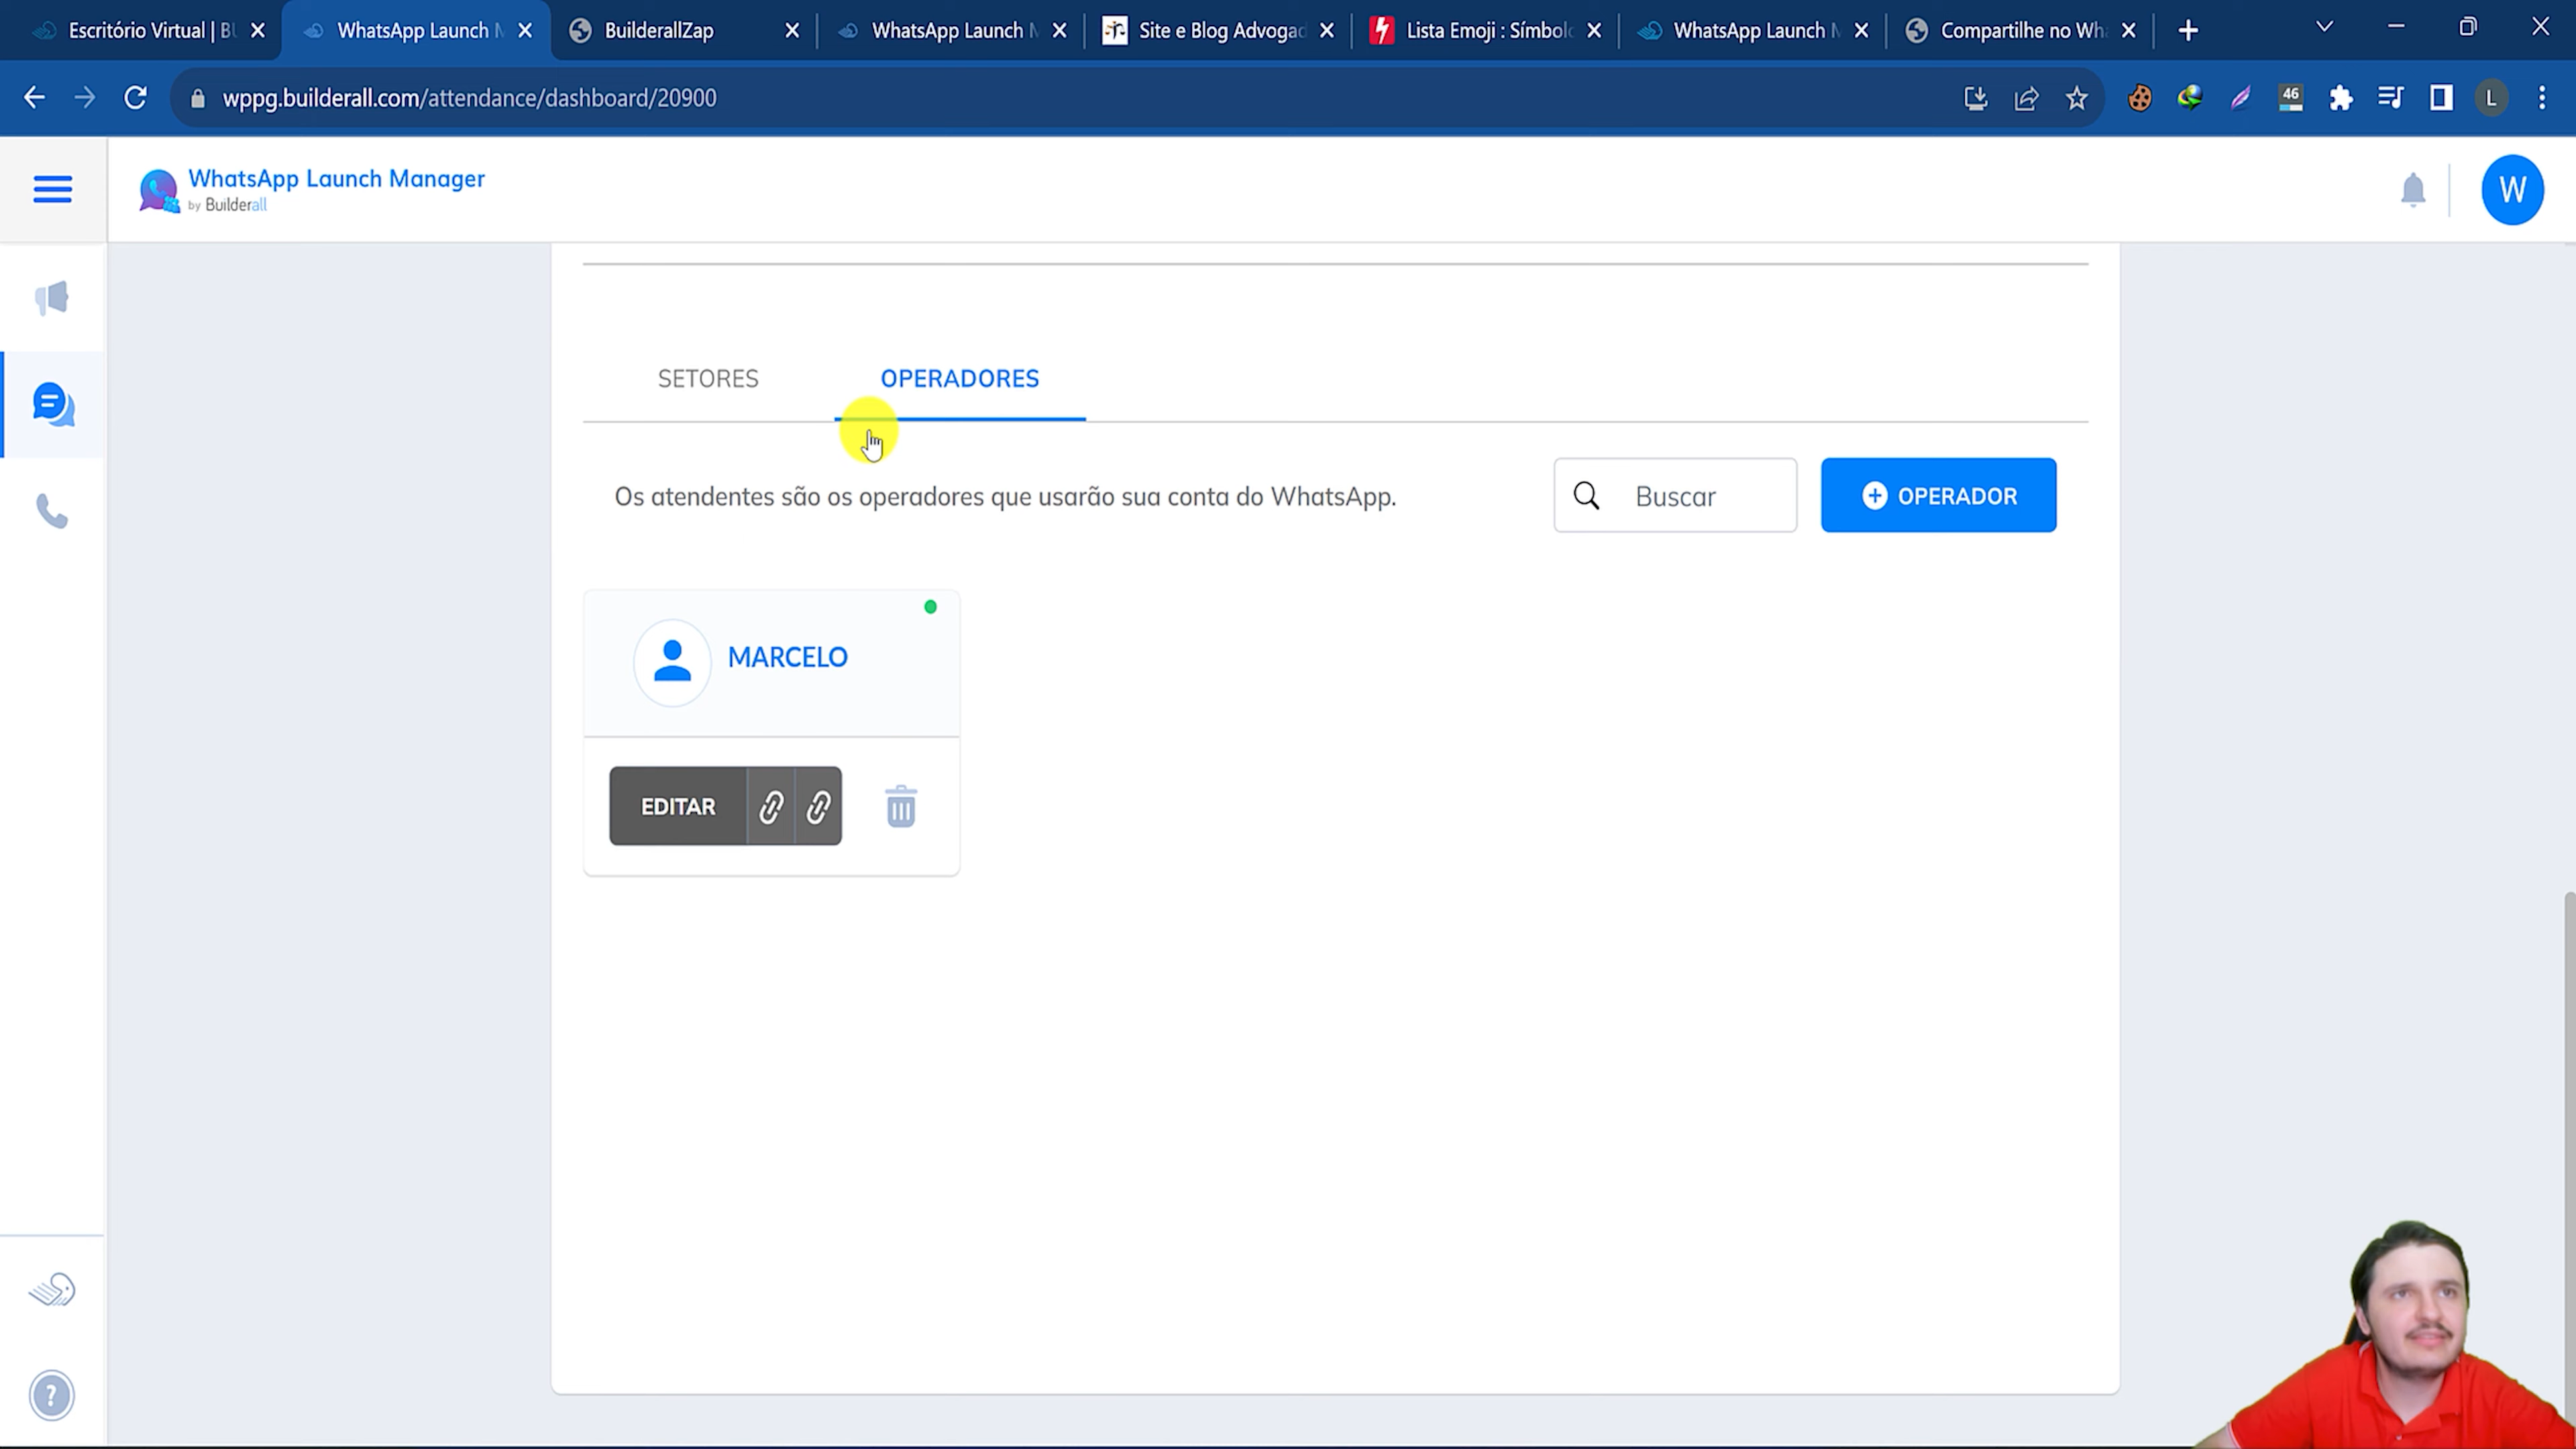 Escritório Virtual | BU
WhatsApp Launch M
BuilderallZap
WhatsApp Launch M
Site e Blog Advogad
Lista Emoji : Símbolo
WhatsApp Launch M
Compartilhe no Wha
wppg.builderall.com/attendance/dashboard/20900
46
L
WhatsApp Launch Manager
by Builderall
W
SETORES
OPERADORES
Os atendentes são os operadores que usarão sua conta do WhatsApp.
Buscar
OPERADOR
MARCELO
EDITAR
?